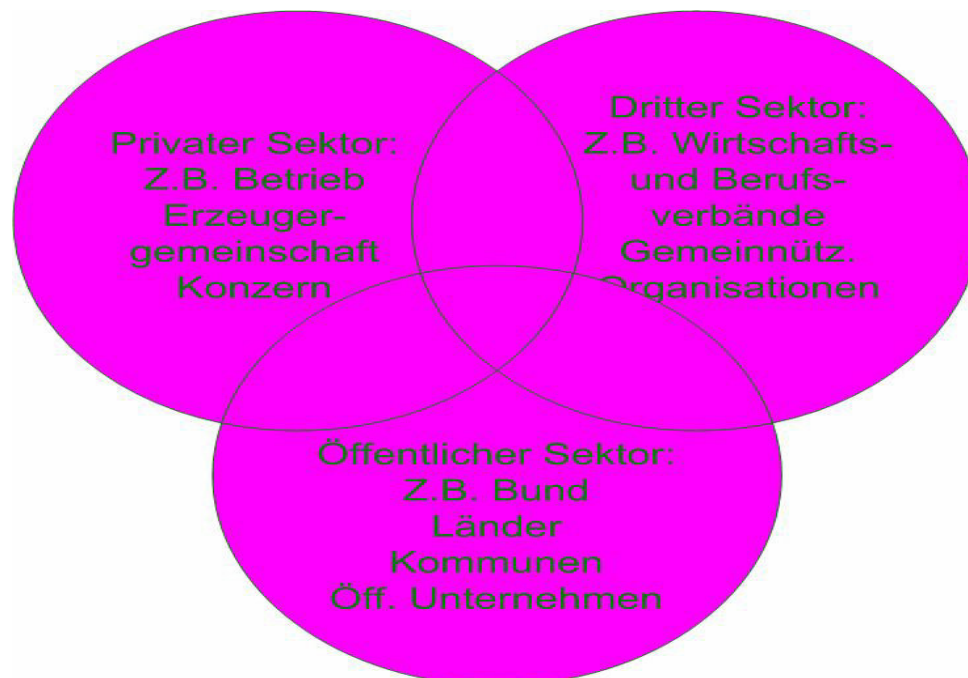 Privater Sektor:
Z.B. Betrieb
Erzeuger-
gemeinschaft
Konzern
Dritter Sektor:
Z.B. Wirtschafts-
und Berufs-
verbände
Gemeinnütz.
Organisationen
Öffentlicher Sektor:
Z.B. Bund
Länder
Kommunen
Öff. Unternehmen